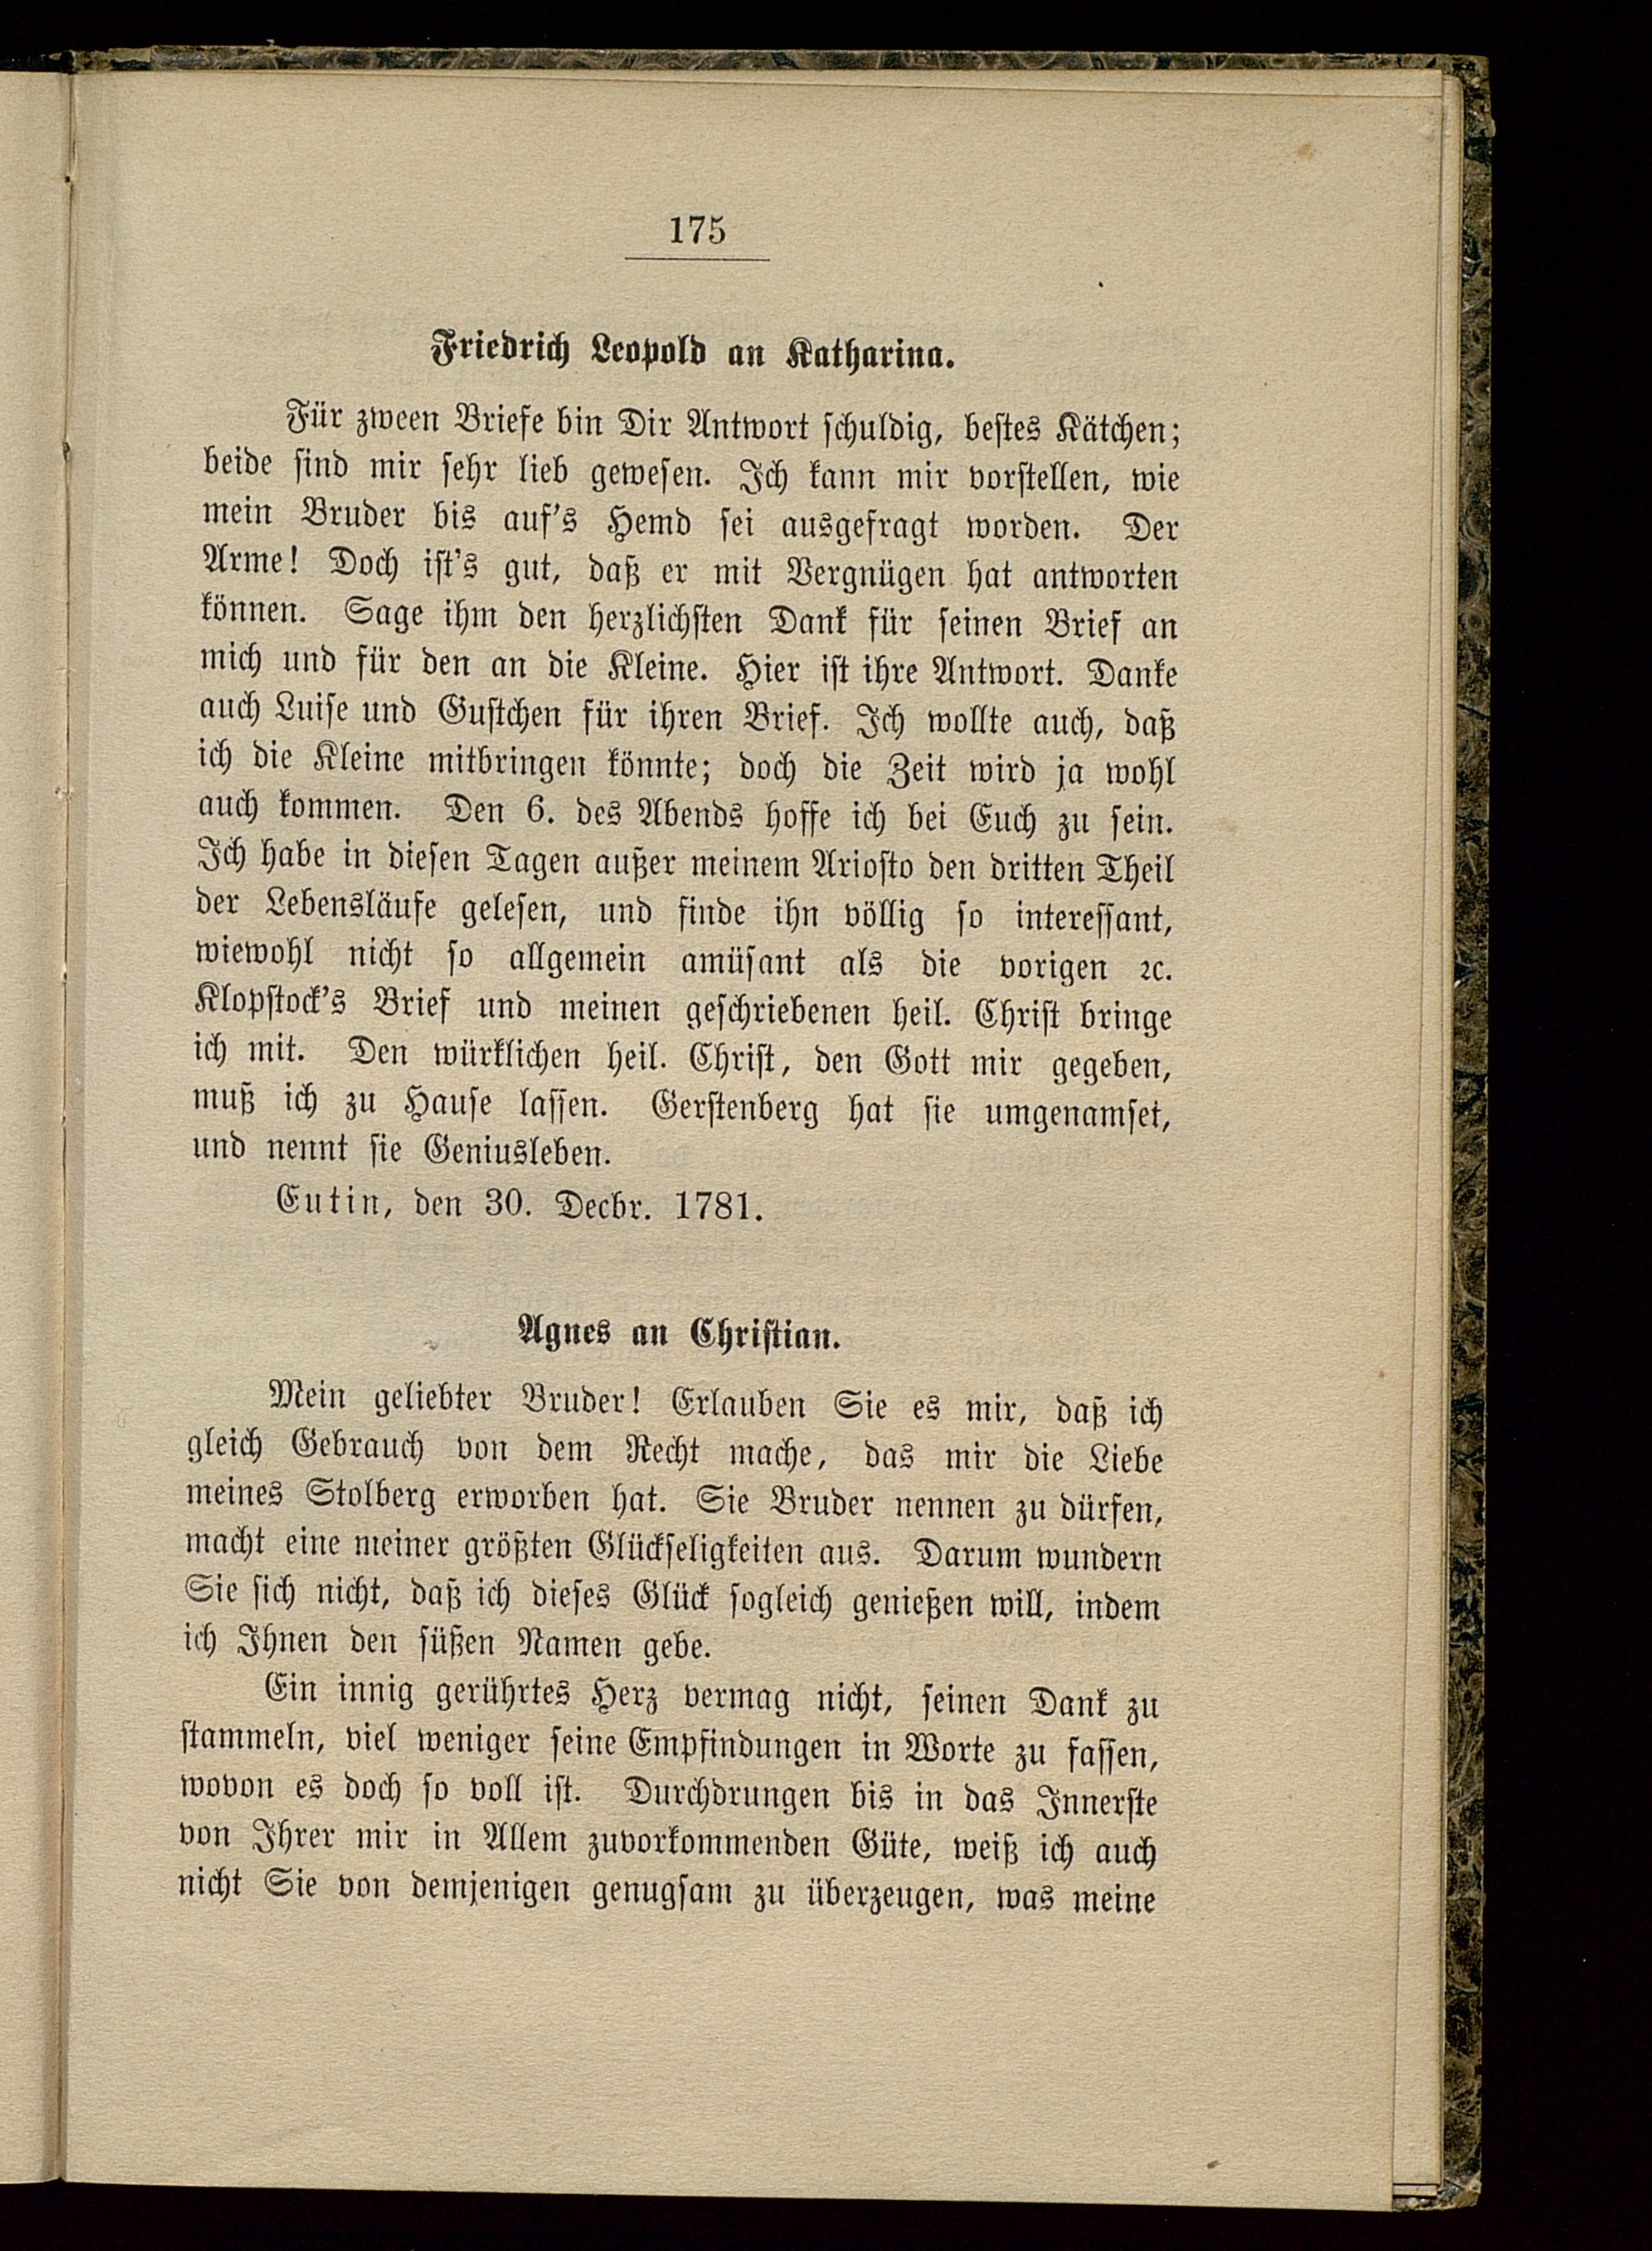 175
Friedrich Leopold an Katharina.
Für zween Briefe bin Dir Antwort schuldig, bestes Kätchen;
beide sind mir sehr lieb gewesen. Ich kann mir vorstellen, wie
mein Bruder bis auf's Hemd sei ausgefragt worden. Der
Arme! Doch ist's gut, daß er mit Vergnügen hat antworten
können. Sage ihm den herzlichsten Dank für seinen Brief an
mich und für den an die Kleine. Hier ist ihre Antwort. Danke
auch Luise und Gustchen für ihren Brief. Ich wollte auch, daß
ich die Kleine mitbringen könnte; doch die Zeit wird ja wohl
auch kommen. Den 6. des Abends hoffe ich bei Euch zu sein.
Ich habe in diesen Tagen außer meinem Ariosto den dritten Theil
der Lebensläufe gelesen, und finde ihn völlig so interessant,
wiewohl nicht so allgemein amüsant als die vorigen ꝛc.
Klopstock's Brief und meinen geschriebenen heil. Christ bringe
ich mit. Den würklichen heil. Christ, den Gott mir gegeben,
muß ich zu Hause lassen. Gerstenberg hat sie umgenamset,
und nennt sie Geniusleben.
Eutin, den 30. Decbr. 1781.
Agnes an Christian.
Mein geliebter Bruder! Erlauben Sie es mir, daß ich
gleich Gebrauch von dem Recht mache, das mir die Liebe
meines Stolberg erworben hat. Sie Bruder nennen zu dürfen,
macht eine meiner größten Glückseligkeiten aus. Darum wundern
Sie sich nicht, daß ich dieses Glück sogleich genießen will, indem
ich Ihnen den süßen Namen gebe.
Ein innig gerührtes Herz vermag nicht, seinen Dank zu
stammeln, viel weniger seine Empfindungen in Worte zu fassen,
wovon es doch so voll ist. Durchdrungen bis in das Innerste
von Ihrer mir in Allem zuvorkommenden Güte, weiß ich auch
nicht Sie von demjenigen genugsam zu überzeugen, was meine